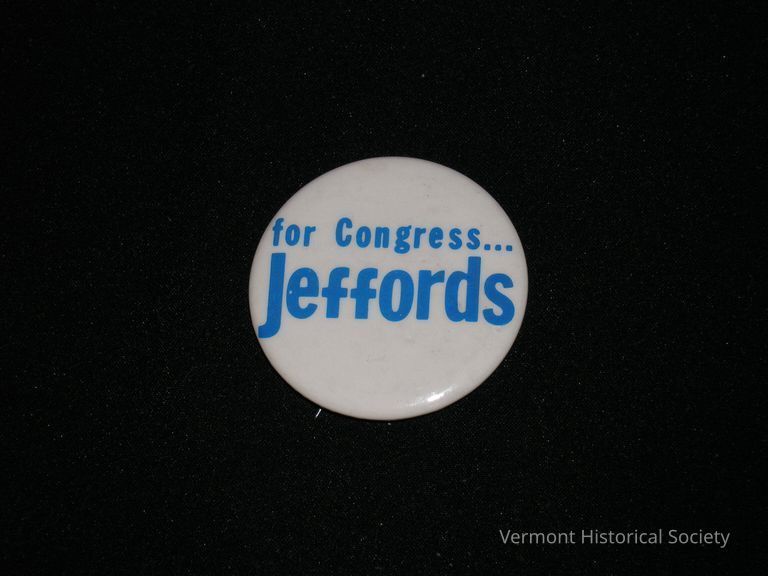 for Congress...
Jeffords
Vermont Historical Society